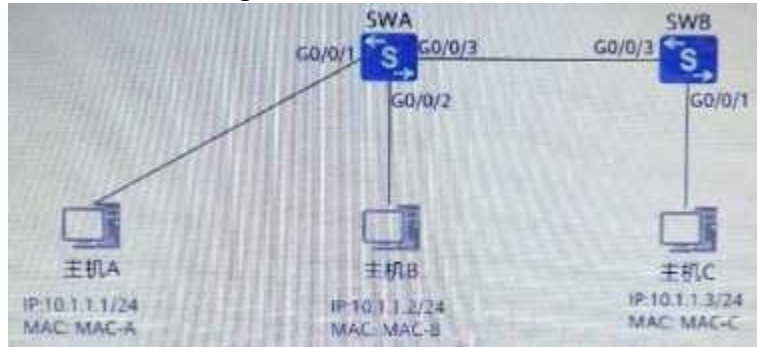 SWA
SWB
G0/0/1
G0/0/3
G0/0/3
S
S
G0/0/2
G0/0/1
主机A
主机B
主机C
IP:10.1.1.1/24
IP:10.1.1.2/24
IP:10.1.1.3/24
MAC: MAC-A
MAC: MAC-B
MAC: MAC-C